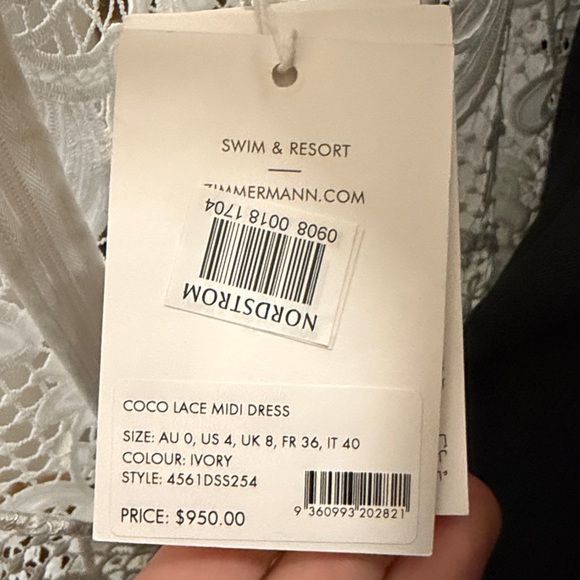 SWIM & RESORT
ZIMMERMANN.COM
0908 0018 1704
NORDSTROM
COCO LACE MIDI DRESS
SIZE: AU 0, US 4, UK 8, FR 36, IT 40
COLOUR: IVORY
STYLE: 4561DSS254
PRICE: $950.00
9 360993 202821